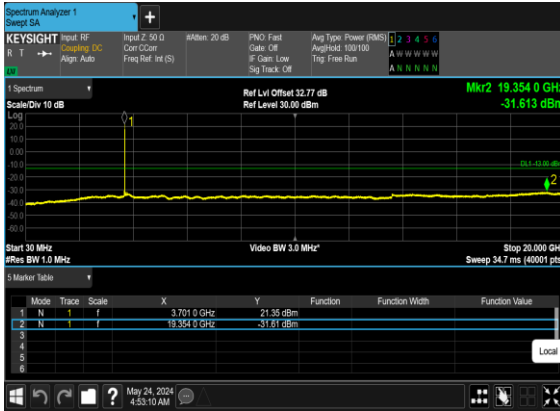 Spectrum Analyzer 1
Swept SA
+
KEYSIGHT Input: RF Input Z: 50 Ω #Atten: 20 dB PNO: Fast Avg Type: Power (RMS) 1 2 3 4 5 6
R T Coupling: DC Corr CCorr Gate: Off Avg|Hold: 100/100 A W W W W W
Align: Auto Freq Ref: Int (S) IF Gain: Low Trig: Free Run
Sig Track: Off A N N N N N
1 Spectrum Ref Lvl Offset 32.77 dB Mkr2 19.354 0 GHz
Scale/Div 10 dB Ref Level 30.00 dBm -31.613 dBm
Log
20.0
10.0
0.00
-10.0
-20.0
-30.0
-40.0
-50.0
-60.0
1
DL1 -13.00 dBm
2
Start 30 MHz Video BW 3.0 MHz* Stop 20.000 GH
#Res BW 1.0 MHz Sweep 34.7 ms (40001 pts
5 Marker Table
Mode Trace Scale X Y Function Function Width Function Value
1 N 1 f 3.701 0 GHz 21.35 dBm
2 N 1 f 19.354 0 GHz -31.61 dBm
3
4
5
6
Local
? May 24, 2024
4:53:10 AM